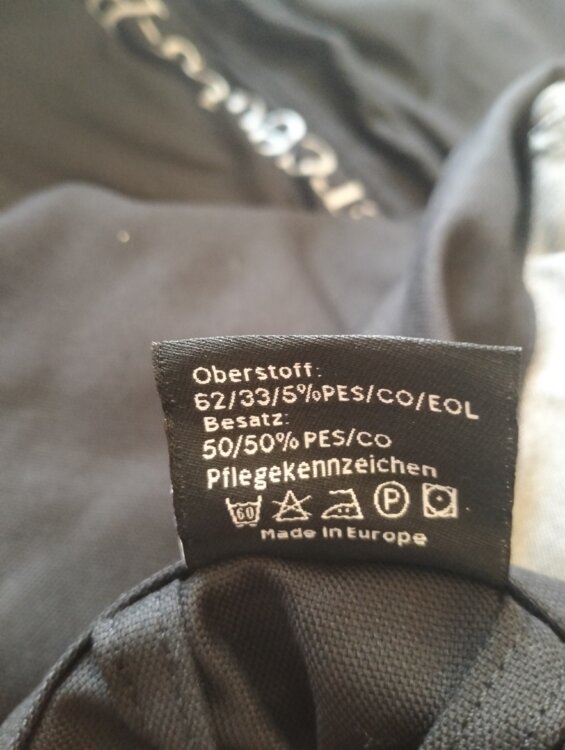 Oberstoff:
62/33/5%PES/CO/EOL
Besatz:
50/50% PES/CO
Pflegekennzeichen
60 P
Made in Europe